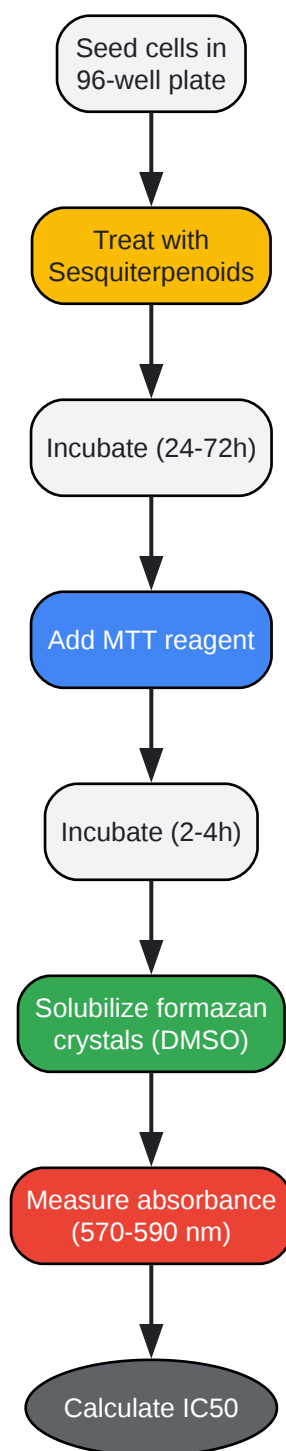 Seed cells in
96-well plate
Treat with
Sesquiterpenoids
Incubate (24-72h)
Add MTT reagent
Incubate (2-4h)
Solubilize formazan
crystals (DMSO)
Measure absorbance
(570-590 nm)
Calculate IC50